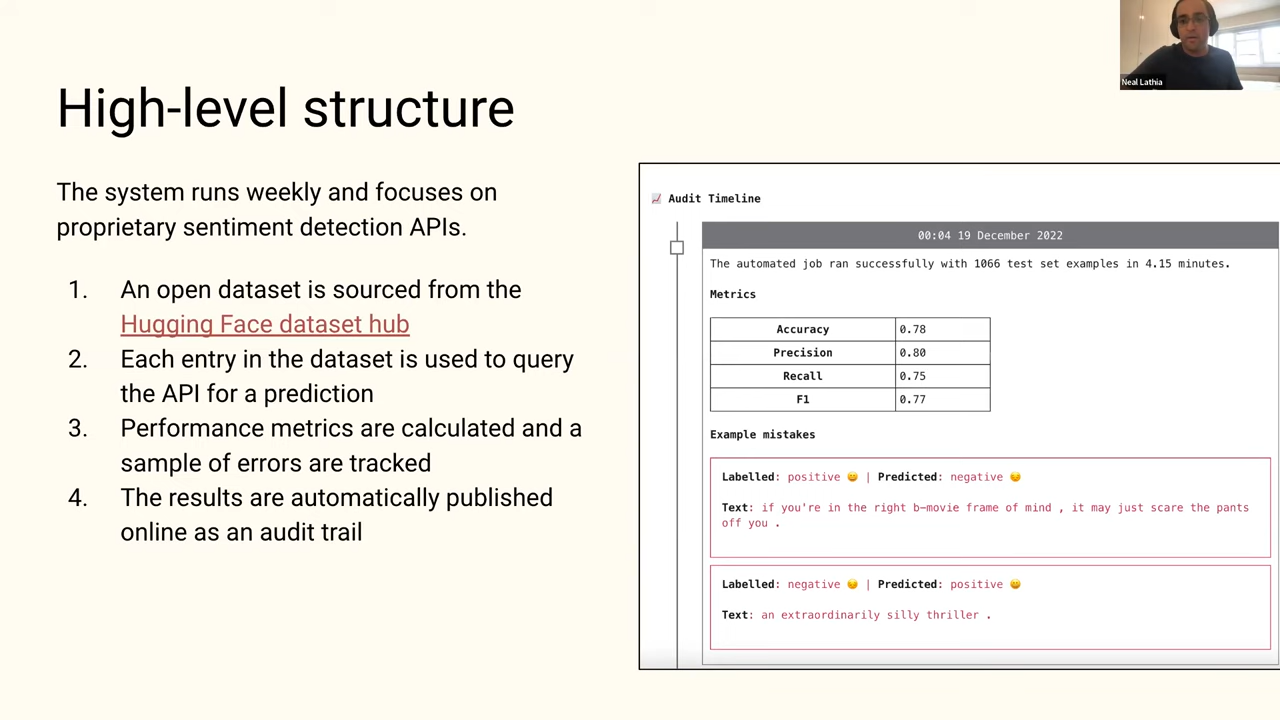 Neal Lathia
High-level structure
The system runs weekly and focuses on
proprietary sentiment detection APIs.
1. An open dataset is sourced from the
Hugging Face dataset hub
2. Each entry in the dataset is used to query
the API for a prediction
3. Performance metrics are calculated and a
sample of errors are tracked
4. The results are automatically published
online as an audit trail
📈 Audit Timeline
00:04 19 December 2022
The automated job ran successfully with 1066 test set examples in 4.15 minutes.
Metrics
Accuracy 0.78
Precision 0.80
Recall 0.75
F1 0.77
Example mistakes
Labelled: positive 😀 | Predicted: negative 😔
Text: if you're in the right b-movie frame of mind , it may just scare the pants
off you .
Labelled: negative 😔 | Predicted: positive 😀
Text: an extraordinarily silly thriller .